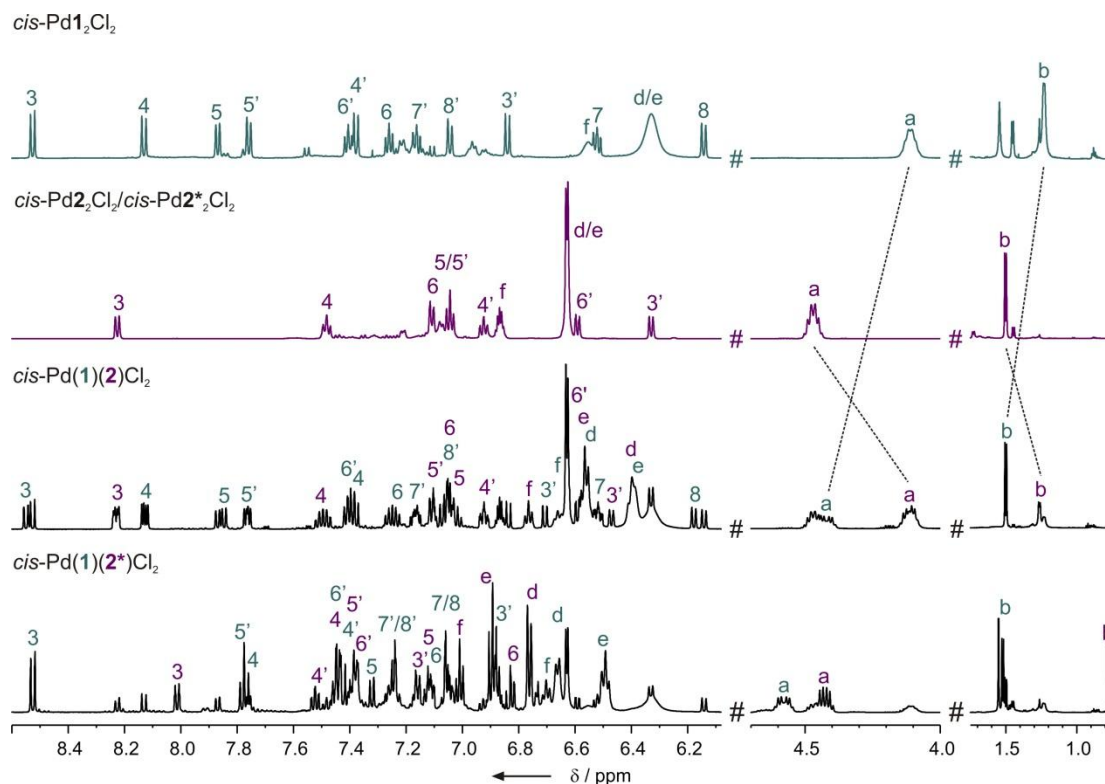 cis-Pd1₂Cl₂
3 4 5 5' 6' 4' 6 7' 8' 3' f 7 d/e 8 a b
# #
cis-Pd2₂Cl₂/cis-Pd2*₂Cl₂
3 4 6 5/5' 4' f d/e 6' 3' a b
# #
cis-Pd(1)(2)Cl₂
3 3 4 5 5' 4 6' 4 6 7' 5' 6 8' 5 4' f 3' f 6' e d 7 3' d e 8 a a b b
# #
cis-Pd(1)(2*)Cl₂
3 3 5' 4 4' 6' 4 5' 4' 6' 5 7'/8' 3' 5 6 7/8 f e 3' 6 d f d e a a b
# #
8.4 8.2 8.0 7.8 7.6 7.4 7.2 7.0 6.8 6.6 6.4 6.2 4.5 4.0 1.5 1.0
δ / ppm